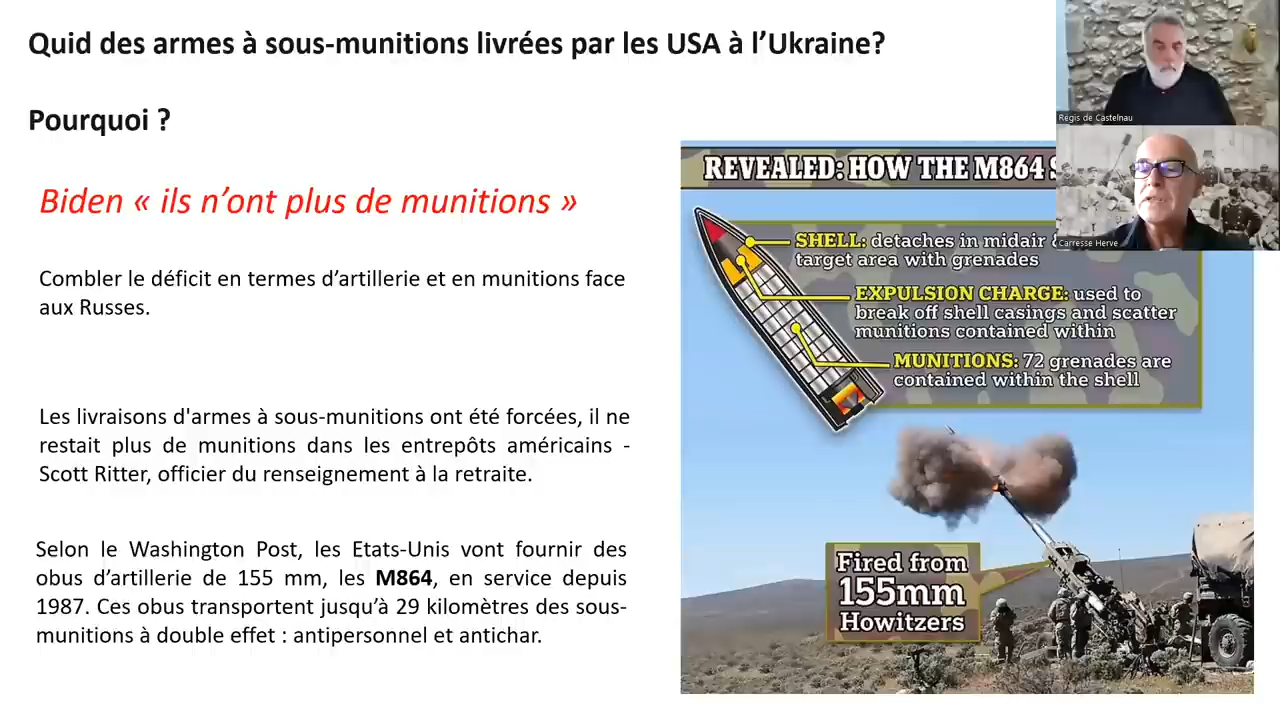 Quid des armes à sous-munitions livrées par les USA à l’Ukraine?
Pourquoi ?
Biden « ils n’ont plus de munitions »
Combler le déficit en termes d’artillerie et en munitions face
aux Russes.
Les livraisons d'armes à sous-munitions ont été forcées, il ne
restait plus de munitions dans les entrepôts américains -
Scott Ritter, officier du renseignement à la retraite.
Selon le Washington Post, les Etats-Unis vont fournir des
obus d’artillerie de 155 mm, les M864, en service depuis
1987. Ces obus transportent jusqu’à 29 kilomètres des sous-
munitions à double effet : antipersonnel et antichar.
REVEALED: HOW THE M864
SHELL: detaches in midair
target area with grenades
EXPULSION CHARGE: used to
break off shell casings and scatter
munitions contained within
MUNITIONS: 72 grenades are
contained within the shell
Fired from
155mm
Howitzers
Régis de Castelnau
Carresse Herve